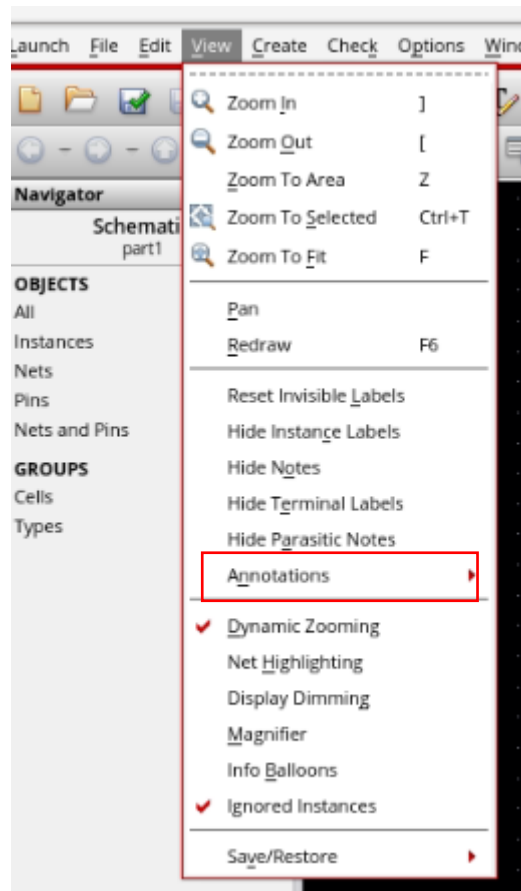 Launch File Edit View Create Check Options
Zoom In ]
Zoom Out [
Zoom To Area Z
Zoom To Selected Ctrl+T
Zoom To Fit F
Pan
Redraw F6
Reset Invisible Labels
Hide Instance Labels
Hide Notes
Hide Terminal Labels
Hide Parasitic Notes
Annotations
Dynamic Zooming
Net Highlighting
Display Dimming
Magnifier
Info Balloons
Ignored Instances
Save/Restore
Navigator
Schemati
part1
OBJECTS
All
Instances
Nets
Pins
Nets and Pins
GROUPS
Cells
Types